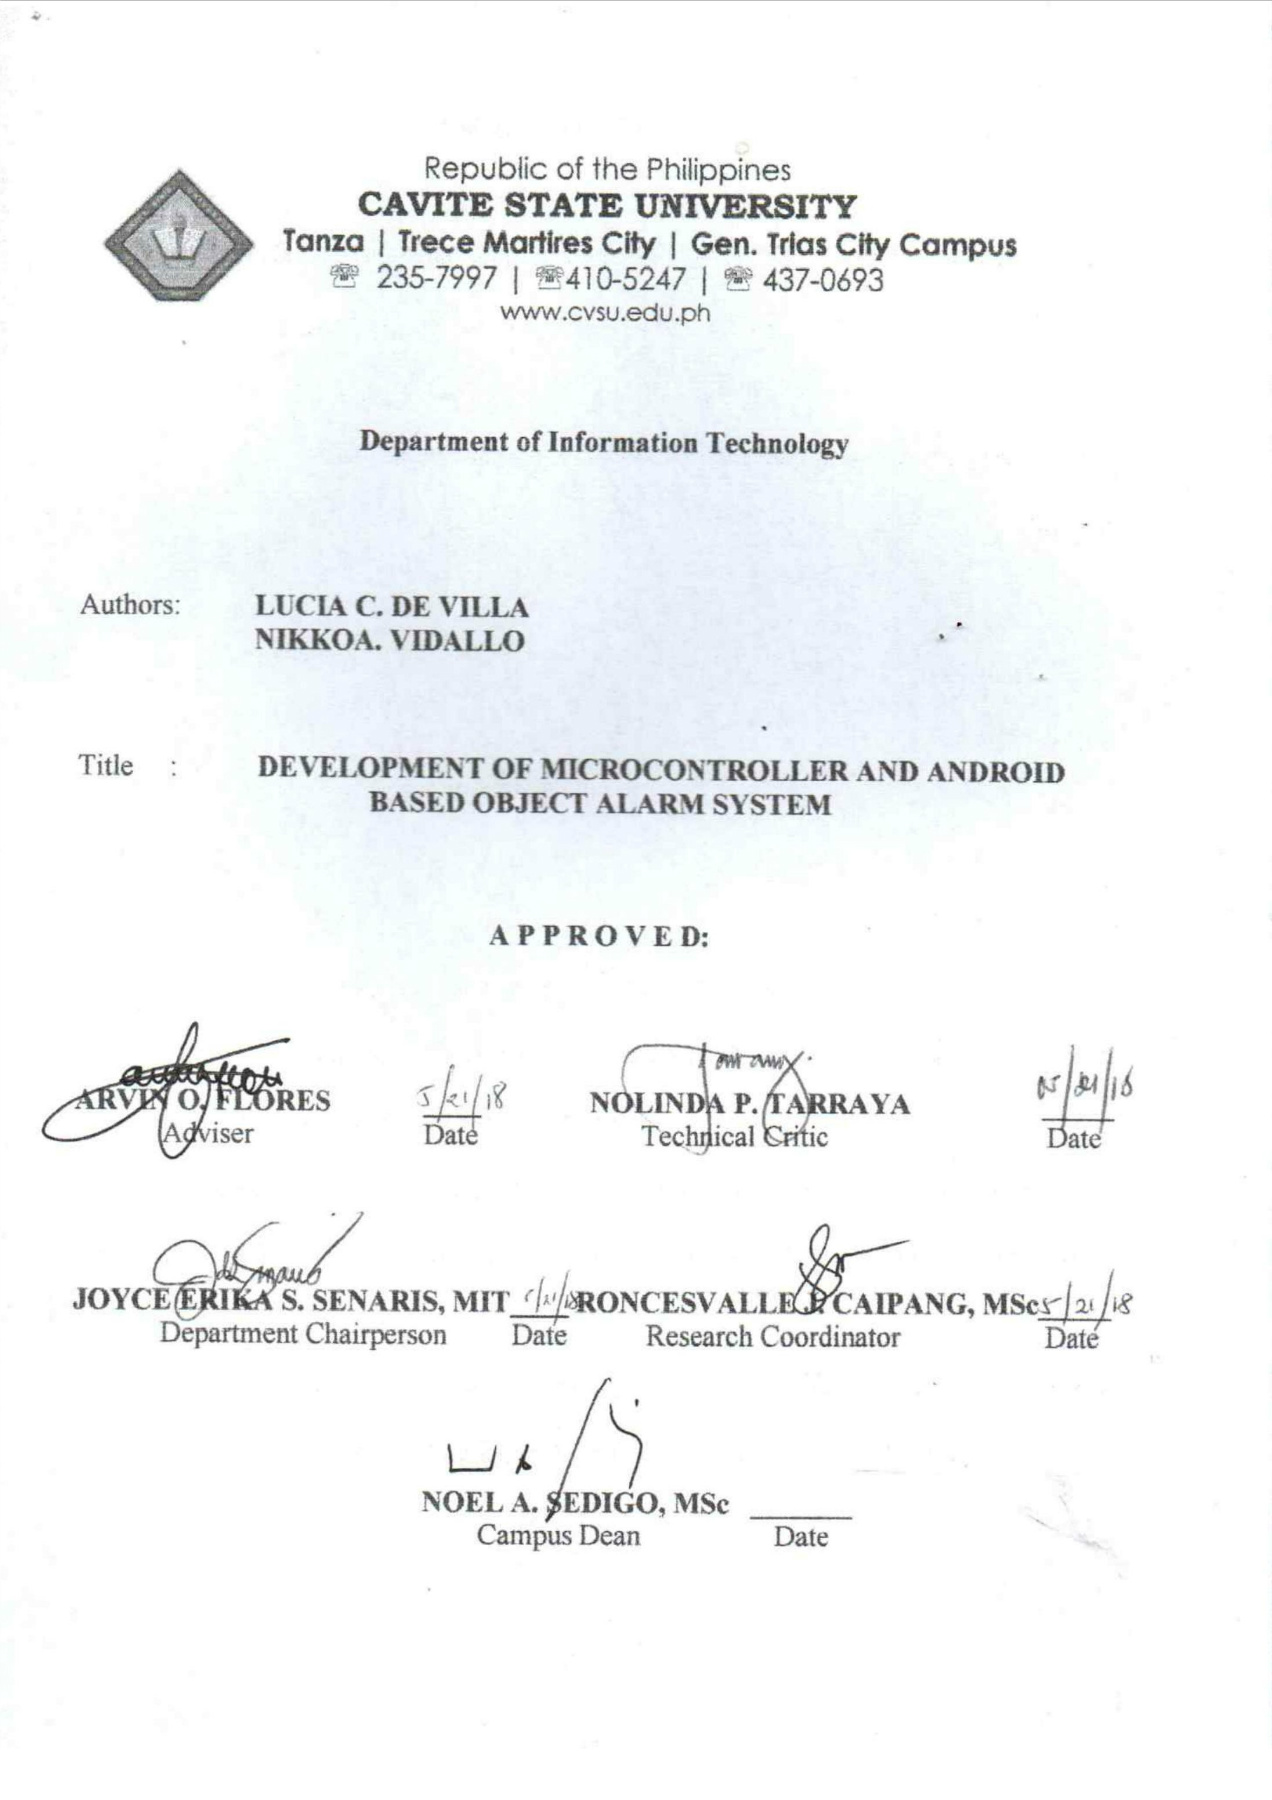 Republic of the Philippines
CAVITE STATE UNIVERSITY
Tanza | Trece Martires City | Gen. Trias City Campus
☏ 235-7997 | ☏410-5247 | ☏ 437-0693
www.cvsu.edu.ph
Department of Information Technology
Authors: LUCIA C. DE VILLA
NIKKOA. VIDALLO
Title : DEVELOPMENT OF MICROCONTROLLER AND ANDROID
BASED OBJECT ALARM SYSTEM
A P P R O V E D:
ARVIN O. FLORES 5/21/18 NOLINDA P. TARRAYA 05/21/18
Adviser Date Technical Critic Date
JOYCE ERIKA S. SENARIS, MIT 5/21/18 RONCESVALLE P. CAIPANG, MSc 5/21/18
Department Chairperson Date Research Coordinator Date
NOEL A. SEDIGO, MSc
Campus Dean Date